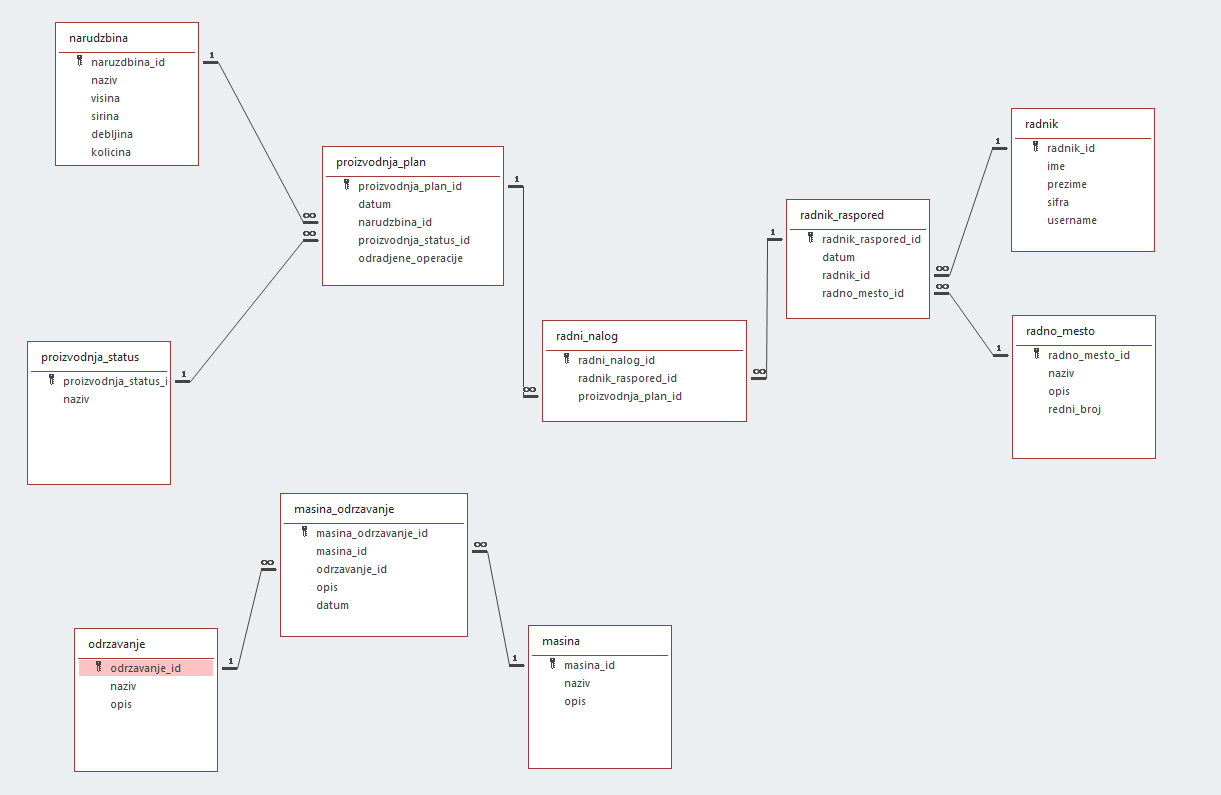 narudzbina
naruzdbina_id
naziv
visina
sirina
debljina
kolicina
1
∞
∞
proizvodnja_plan
proizvodnja_plan_id
datum
narudzbina_id
proizvodnja_status_id
odradjene_operacije
1
∞
proizvodnja_status
proizvodnja_status_i
naziv
1
radni_nalog
radni_nalog_id
radnik_raspored_id
proizvodnja_plan_id
∞
1
radnik_raspored
radnik_raspored_id
datum
radnik_id
radno_mesto_id
∞
∞
1
radnik
radnik_id
ime
prezime
sifra
username
1
radno_mesto
radno_mesto_id
naziv
opis
redni_broj
masina_odrzavanje
masina_odrzavanje_id
masina_id
odrzavanje_id
opis
datum
∞
∞
odrzavanje
odrzavanje_id
naziv
opis
1
1
masina
masina_id
naziv
opis